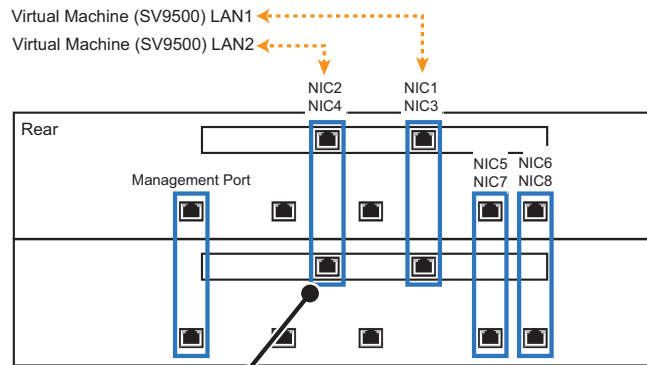 Virtual Machine (SV9500) LAN1
Virtual Machine (SV9500) LAN2
NIC2
NIC4
NIC1
NIC3
Rear
Management Port
NIC5
NIC7
NIC6
NIC8